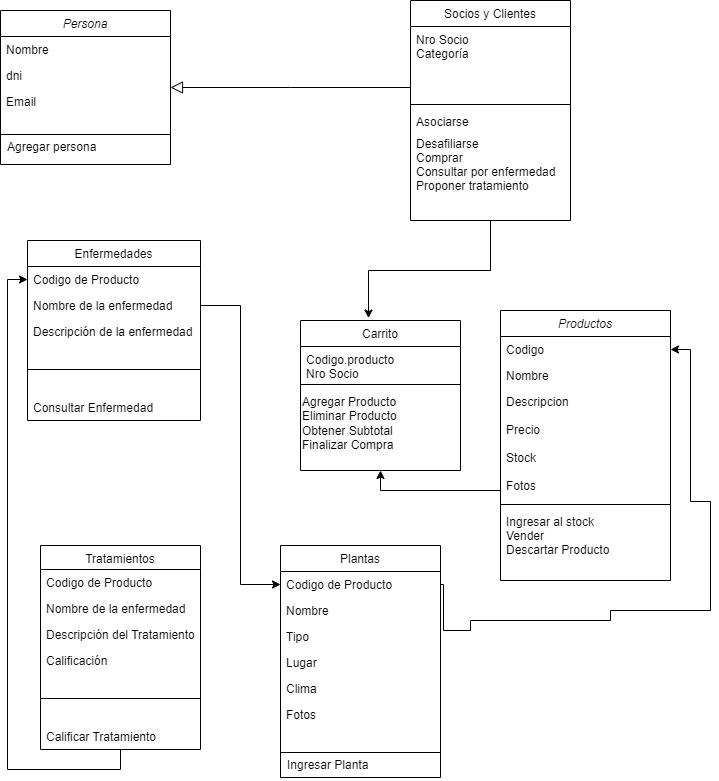 Persona
Nombre
dni
Email
Agregar persona
Socios y Clientes
Nro Socio
Categoría
Asociarse
Desafiliarse
Comprar
Consultar por enfermedad
Proponer tratamiento
Enfermedades
Codigo de Producto
Nombre de la enfermedad
Descripción de la enfermedad
Consultar Enfermedad
Carrito
Codigo.producto
Nro Socio
Agregar Producto
Eliminar Producto
Obtener Subtotal
Finalizar Compra
Productos
Codigo
Nombre
Descripcion
Precio
Stock
Fotos
Ingresar al stock
Vender
Descartar Producto
Tratamientos
Codigo de Producto
Nombre de la enfermedad
Descripción del Tratamiento
Calificación
Calificar Tratamiento
Plantas
Codigo de Producto
Nombre
Tipo
Lugar
Clima
Fotos
Ingresar Planta